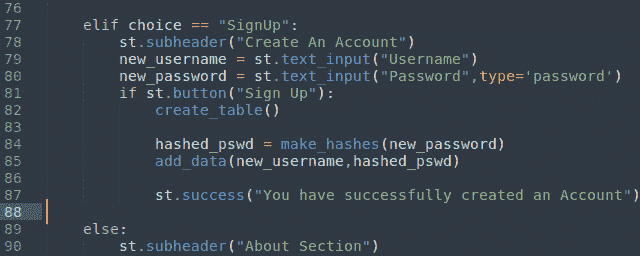 76
77 elif choice == "SignUp":
78 st.subheader("Create An Account")
79 new_username = st.text_input("Username")
80 new_password = st.text_input("Password",type='password')
81 if st.button("Sign Up"):
82 create_table()
83
84 hashed_pswd = make_hashes(new_password)
85 add_data(new_username,hashed_pswd)
86
87 st.success("You have successfully created an Account")
88
89 else:
90 st.subheader("About Section")